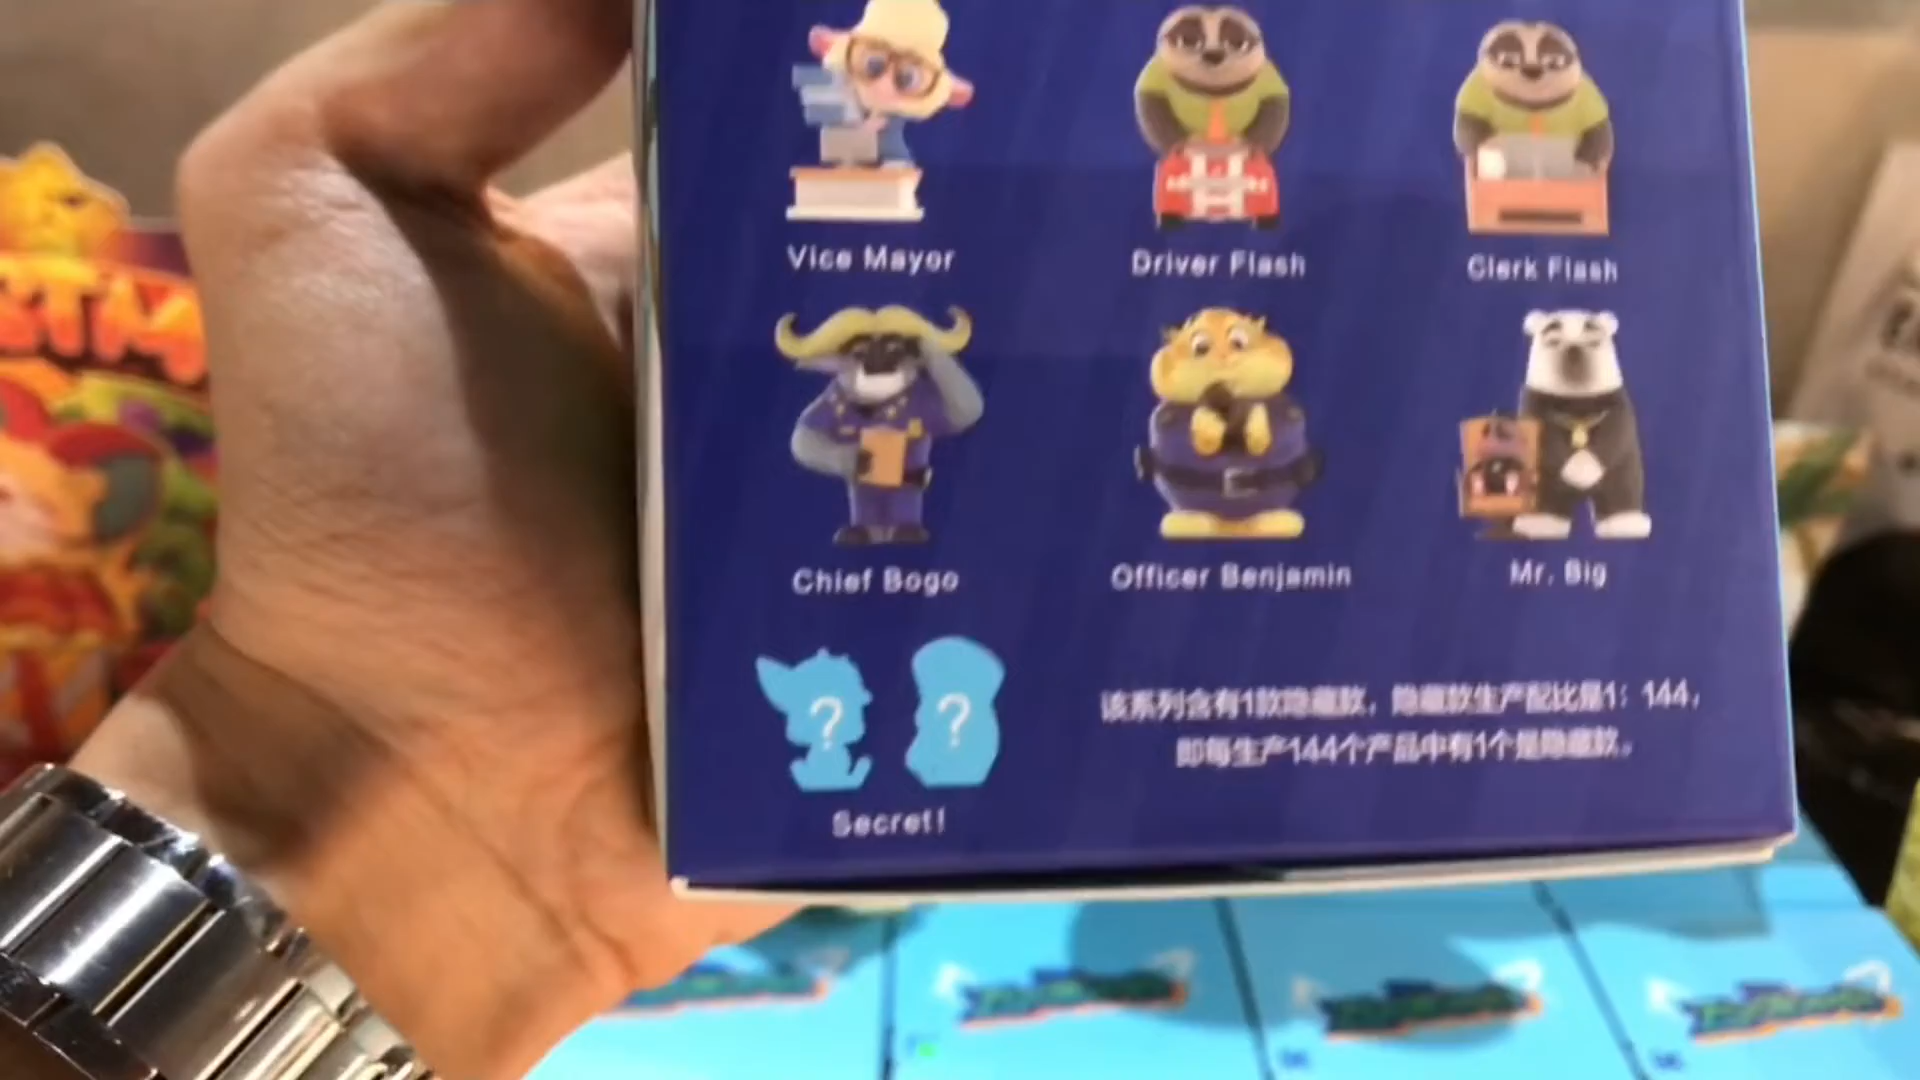 Vice Mayor
Driver Flash
Clerk Flash
Chief Bogo
Officer Benjamin
Mr. Big
? ?
Secret!
该系列含有1款隐藏款，隐藏款生产配比是1：144，
即每生产144个产品中有1个是隐藏款。